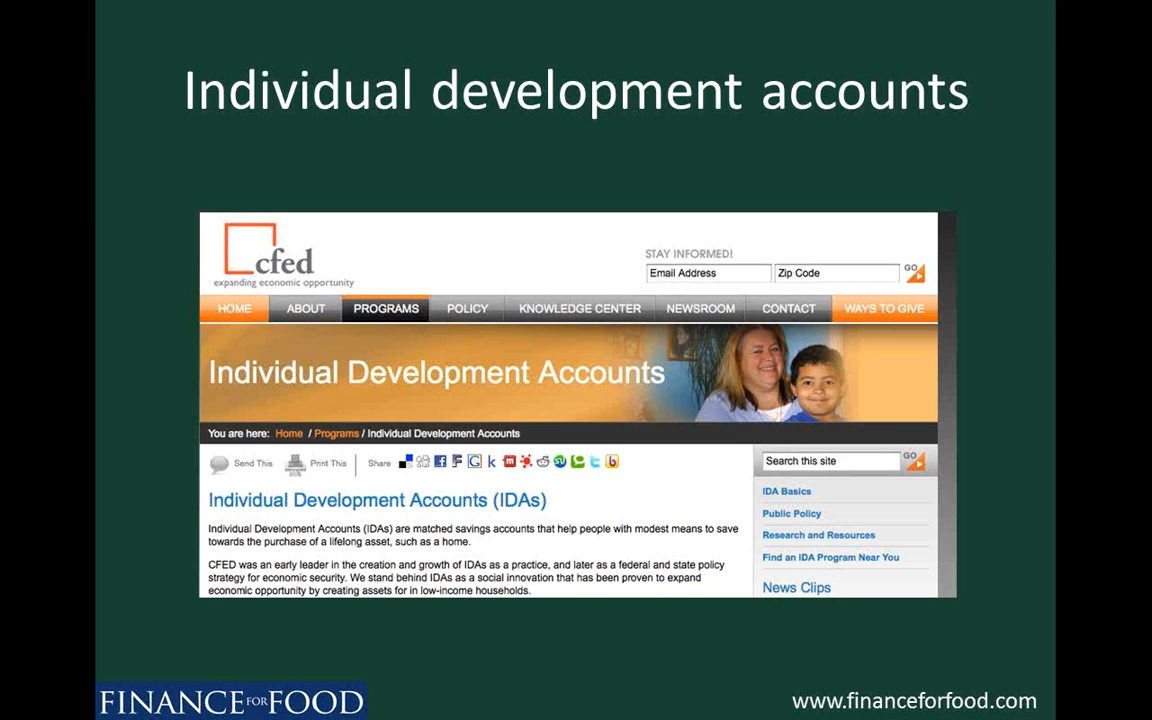 Individual development accounts
cfed
expanding economic opportunity
STAY INFORMED!
Email Address
Zip Code
GO
HOME
ABOUT
PROGRAMS
POLICY
KNOWLEDGE CENTER
NEWSROOM
CONTACT
WAYS TO GIVE
Individual Development Accounts
You are here: Home / Programs / Individual Development Accounts
Send This
Print This
Share
Search this site
GO
Individual Development Accounts (IDAs)
Individual Development Accounts (IDAs) are matched savings accounts that help people with modest means to save
towards the purchase of a lifelong asset, such as a home.
CFED was an early leader in the creation and growth of IDAs as a practice, and later as a federal and state policy
strategy for economic security. We stand behind IDAs as a social innovation that has been proven to expand
economic opportunity by creating assets for in low-income households.
IDA Basics
Public Policy
Research and Resources
Find an IDA Program Near You
News Clips
FINANCE FOR FOOD
www.financeforfood.com